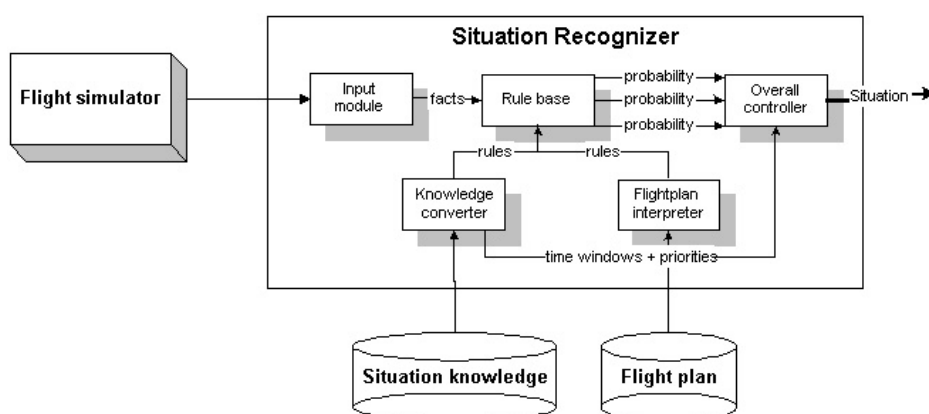 Situation Recognizer
Flight simulator
Input
module
facts
Rule base
probability
probability
probability
Overall
controller
Situation
rules
rules
Knowledge
converter
Flightplan
interpreter
time windows + priorities
Situation knowledge
Flight plan